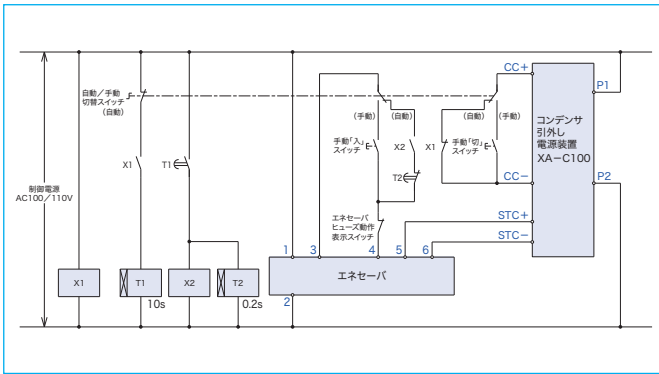 自動／手動
切替スイッチ
(自動)
X1
T1
制御電源
AC100／110V
X1
T1
10s
X2
T2
0.2s
(手動)
(自動)
手動「入」
スイッチ
X2
T2
エネセーバ
ヒューズ動作
表示スイッチ
1
3
4
5
6
エネセーバ
2
(自動)
(手動)
X1
手動「切」
スイッチ
CC+
CC−
STC+
STC−
コンデンサ
引外し
電源装置
XA−C100
P1
P2